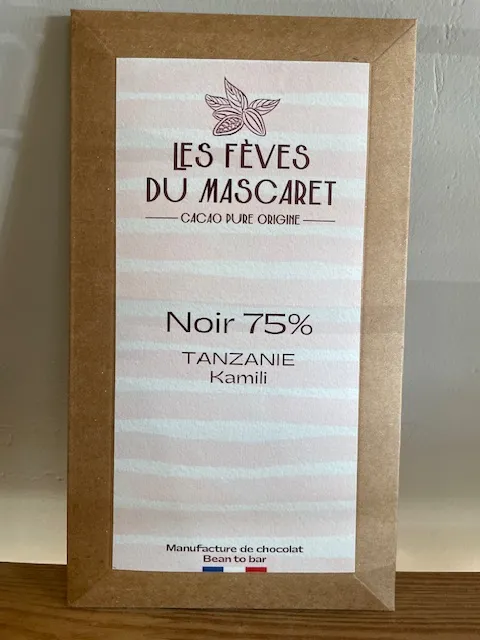 LES FÈVES
DU MASCARET
CACAO PURE ORIGINE
Noir 75%
TANZANIE
Kamili
Manufacture de chocolat
Bean to bar